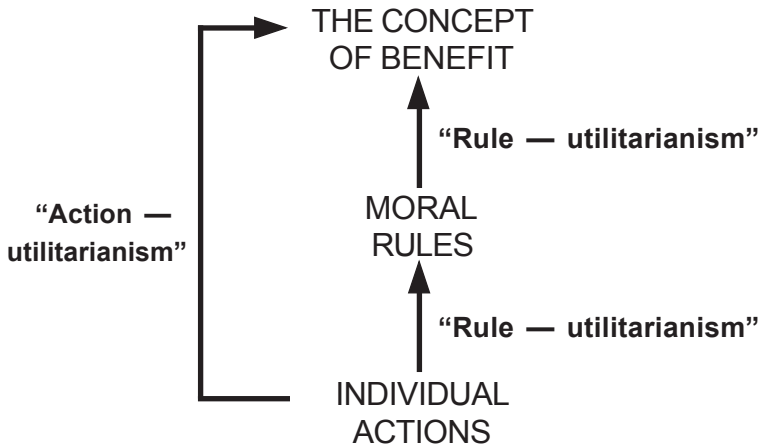 THE CONCEPT
OF BENEFIT
“Rule — utilitarianism”
“Action —
utilitarianism”
MORAL
RULES
“Rule — utilitarianism”
INDIVIDUAL
ACTIONS